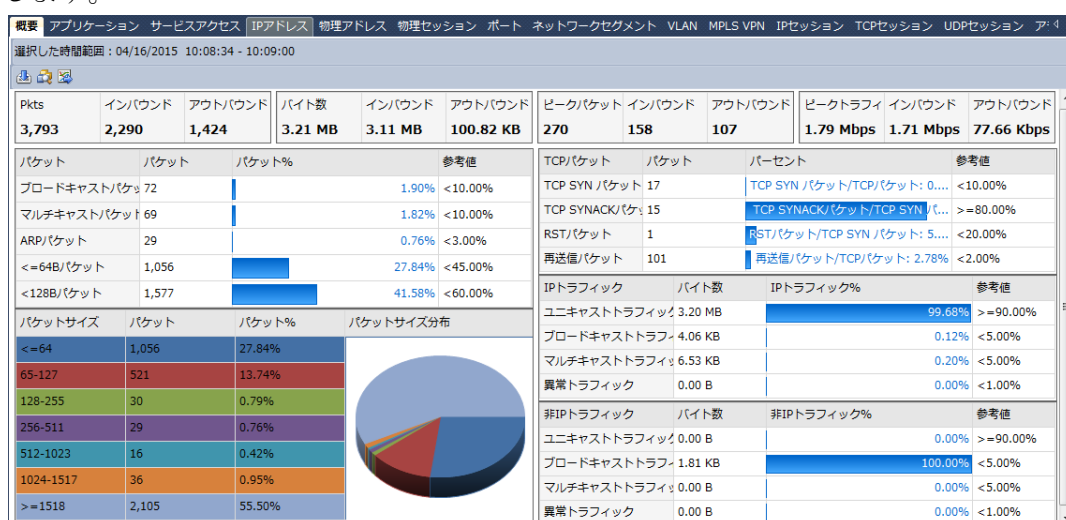 概要 アプリケーション サービスアクセス IPアドレス 物理アドレス 物理セッション ポート ネットワークセグメント VLAN MPLS VPN IPセッション TCPセッション UDPセッション
選択した時間範囲：04/16/2015 10:08:34 - 10:09:00
Pkts インバウンド アウトバウンド バイト数 インバウンド アウトバウンド ピークパケット インバウンド アウトバウンド ピークトラフィ インバウンド アウトバウンド
3,793 2,290 1,424 3.21 MB 3.11 MB 100.82 KB 270 158 107 1.79 Mbps 1.71 Mbps 77.66 Kbps
パケット パケット パケット% 参考値
ブロードキャストパケッ 72 1.90% <10.00%
マルチキャストパケット 69 1.82% <10.00%
ARPパケット 29 0.76% <3.00%
<=64Bパケット 1,056 27.84% <45.00%
<128Bパケット 1,577 41.58% <60.00%
パケットサイズ パケット パケット% パケットサイズ分布
<=64 1,056 27.84%
65-127 521 13.74%
128-255 30 0.79%
256-511 29 0.76%
512-1023 16 0.42%
1024-1517 36 0.95%
>=1518 2,105 55.50%
TCPパケット パケット パーセント 参考値
TCP SYN パケット 17 TCP SYN パケット/TCPパケット: 0.... <10.00%
TCP SYNACKパケッ 15 TCP SYNACKパケット/TCP SYN パ... >=80.00%
RSTパケット 1 RSTパケット/TCP SYN パケット: 5.... <20.00%
再送信パケット 101 再送信パケット/TCPパケット: 2.78% <2.00%
IPトラフィック バイト数 IPトラフィック% 参考値
ユニキャストトラフィック 3.20 MB 99.68% >=90.00%
ブロードキャストトラフィ 4.06 KB 0.12% <5.00%
マルチキャストトラフィッ 6.53 KB 0.20% <5.00%
異常トラフィック 0.00 B 0.00% <1.00%
非IPトラフィック バイト数 非IPトラフィック% 参考値
ユニキャストトラフィック 0.00 B 0.00% >=90.00%
ブロードキャストトラフィ 1.81 KB 100.00% <5.00%
マルチキャストトラフィッ 0.00 B 0.00% <5.00%
異常トラフィック 0.00 B 0.00% <1.00%